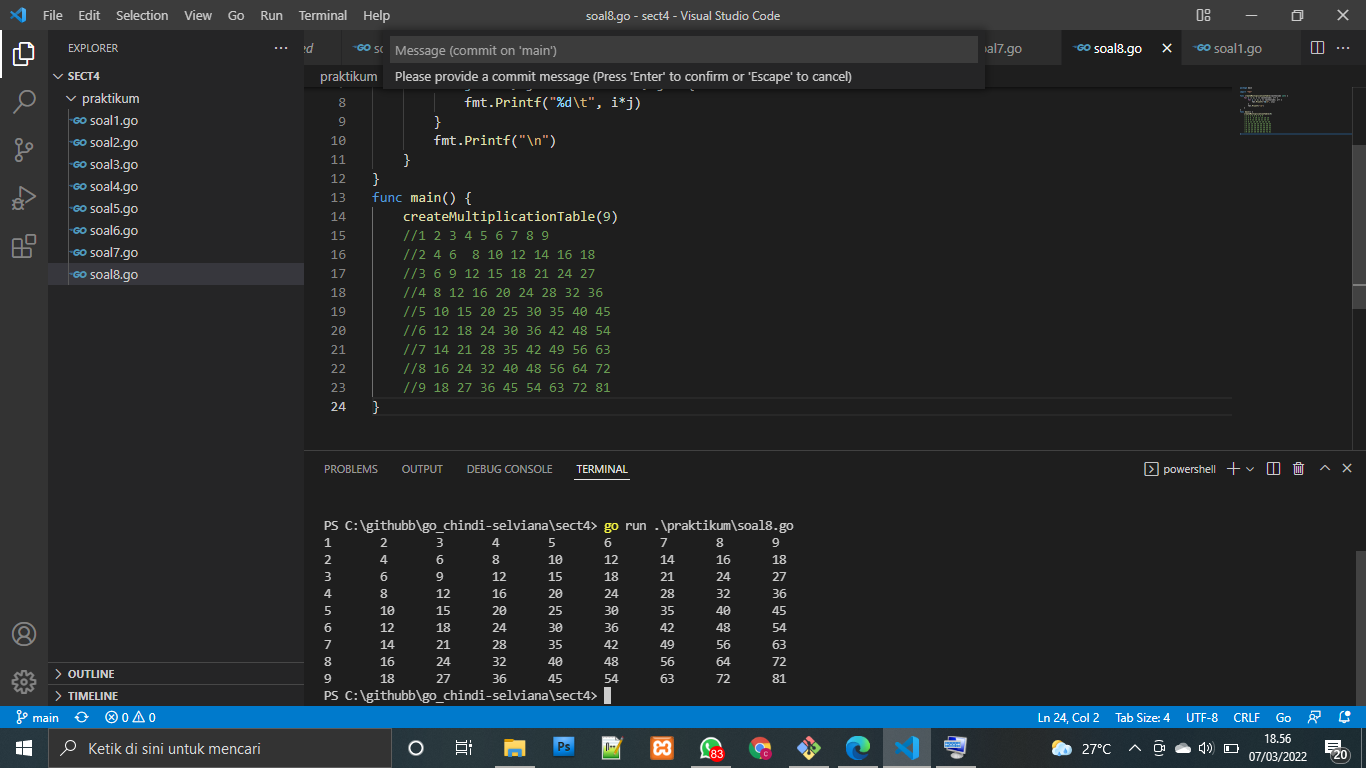 File Edit Selection View Go Run Terminal Help
soal8.go - sect4 - Visual Studio Code
EXPLORER
soal8.go
soal1.go
Message (commit on 'main')
Please provide a commit message (Press 'Enter' to confirm or 'Escape' to cancel)
praktikum
SECT4
praktikum
GO soal1.go
GO soal2.go
GO soal3.go
GO soal4.go
GO soal5.go
GO soal6.go
GO soal7.go
GO soal8.go
8 fmt.Printf("%d\t", i*j)
9 }
10 fmt.Printf("\n")
11 }
12 }
13 func main() {
14 createMultiplicationTable(9)
15 //1 2 3 4 5 6 7 8 9
16 //2 4 6  8 10 12 14 16 18
17 //3 6 9 12 15 18 21 24 27
18 //4 8 12 16 20 24 28 32 36
19 //5 10 15 20 25 30 35 40 45
20 //6 12 18 24 30 36 42 48 54
21 //7 14 21 28 35 42 49 56 63
22 //8 16 24 32 40 48 56 64 72
23 //9 18 27 36 45 54 63 72 81
24 }
PROBLEMS OUTPUT DEBUG CONSOLE TERMINAL
powershell
PS C:\githubb\go_chindi-selviana\sect4> go run .\praktikum\soal8.go
1 2 3 4 5 6 7 8 9
2 4 6 8 10 12 14 16 18
3 6 9 12 15 18 21 24 27
4 8 12 16 20 24 28 32 36
5 10 15 20 25 30 35 40 45
6 12 18 24 30 36 42 48 54
7 14 21 28 35 42 49 56 63
8 16 24 32 40 48 56 64 72
9 18 27 36 45 54 63 72 81
PS C:\githubb\go_chindi-selviana\sect4>
OUTLINE
TIMELINE
main
0 0
Ln 24, Col 2 Tab Size: 4 UTF-8 CRLF Go
Ketik di sini untuk mencari
Ps
83
27°C
18.56
07/03/2022
20